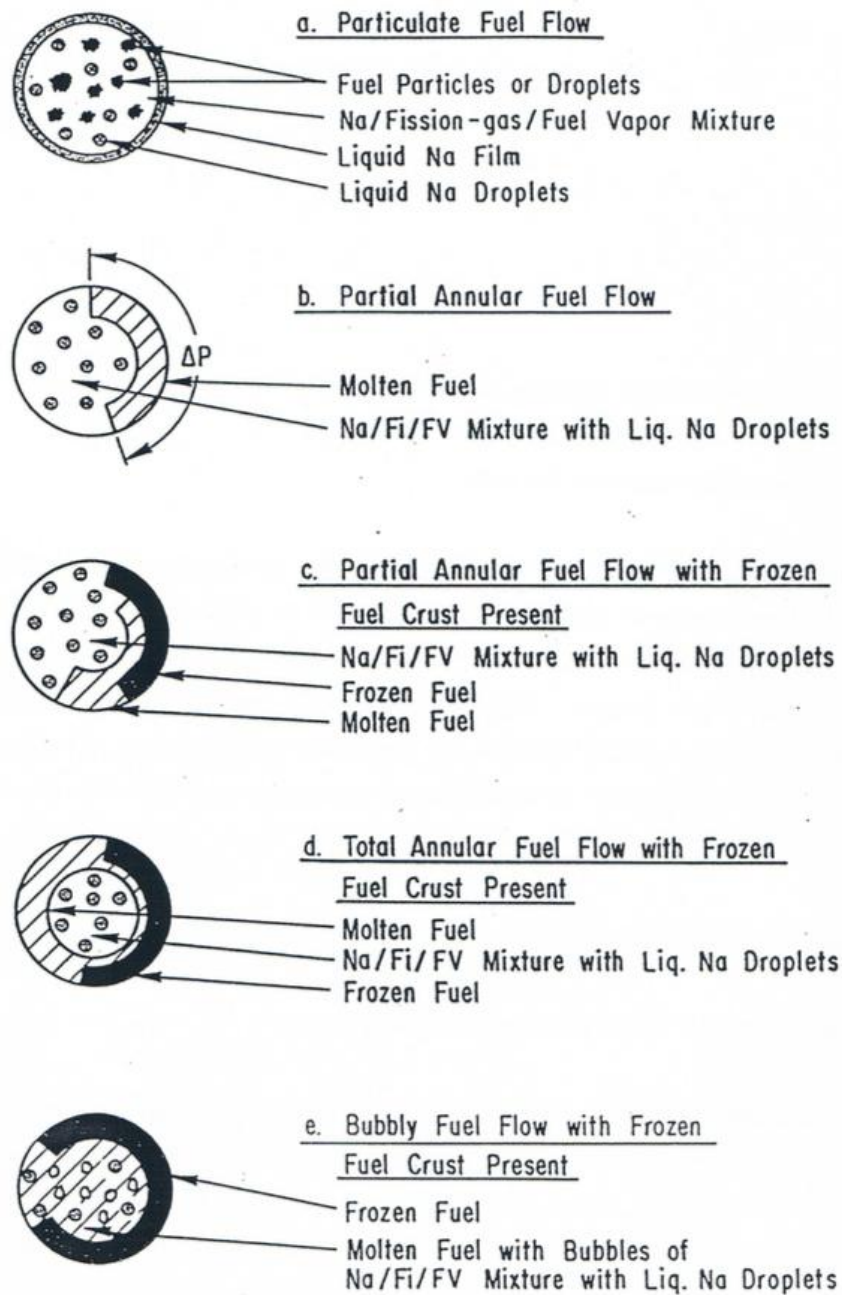 a. Particulate Fuel Flow
Fuel Particles or Droplets
Na/Fission-gas/Fuel Vapor Mixture
Liquid Na Film
Liquid Na Droplets
b. Partial Annular Fuel Flow
ΔP
Molten Fuel
Na/Fi/FV Mixture with Liq. Na Droplets
c. Partial Annular Fuel Flow with Frozen
Fuel Crust Present
Na/Fi/FV Mixture with Liq. Na Droplets
Frozen Fuel
Molten Fuel
d. Total Annular Fuel Flow with Frozen
Fuel Crust Present
Molten Fuel
Na/Fi/FV Mixture with Liq. Na Droplets
Frozen Fuel
e. Bubbly Fuel Flow with Frozen
Fuel Crust Present
Frozen Fuel
Molten Fuel with Bubbles of
Na/Fi/FV Mixture with Liq. Na Droplets